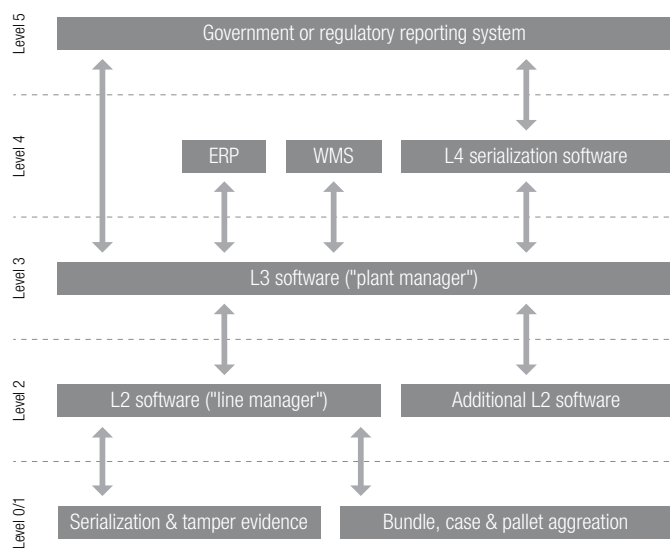 Level 5
Government or regulatory reporting system
Level 4
ERP
WMS
L4 serialization software
Level 3
L3 software ("plant manager")
Level 2
L2 software ("line manager")
Additional L2 software
Level 0/1
Serialization & tamper evidence
Bundle, case & pallet aggreation